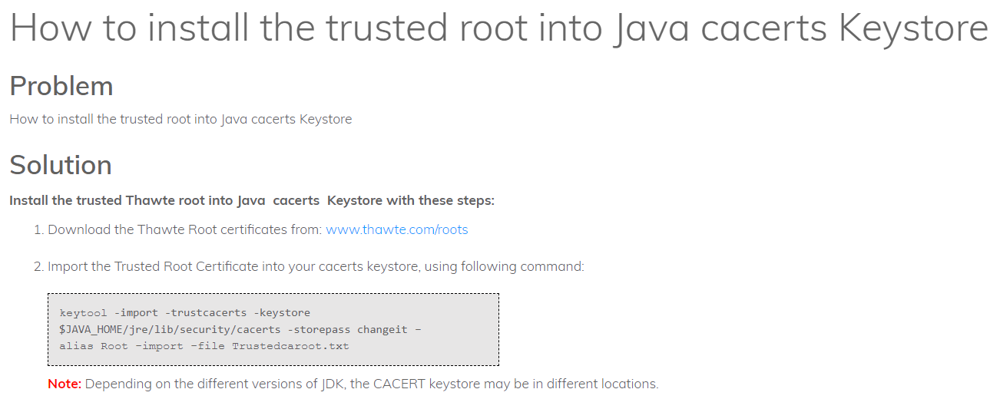 How to install the trusted root into Java cacerts Keystore
Problem
How to install the trusted root into Java cacerts Keystore
Solution
Install the trusted Thawte root into Java  cacerts  Keystore with these steps:
1. Download the Thawte Root certificates from: www.thawte.com/roots
2. Import the Trusted Root Certificate into your cacerts keystore, using following command:
keytool -import -trustcacerts -keystore
$JAVA_HOME/jre/lib/security/cacerts -storepass changeit –
alias Root –import –file Trustedcaroot.txt
Note: Depending on the different versions of JDK, the CACERT keystore may be in different locations.